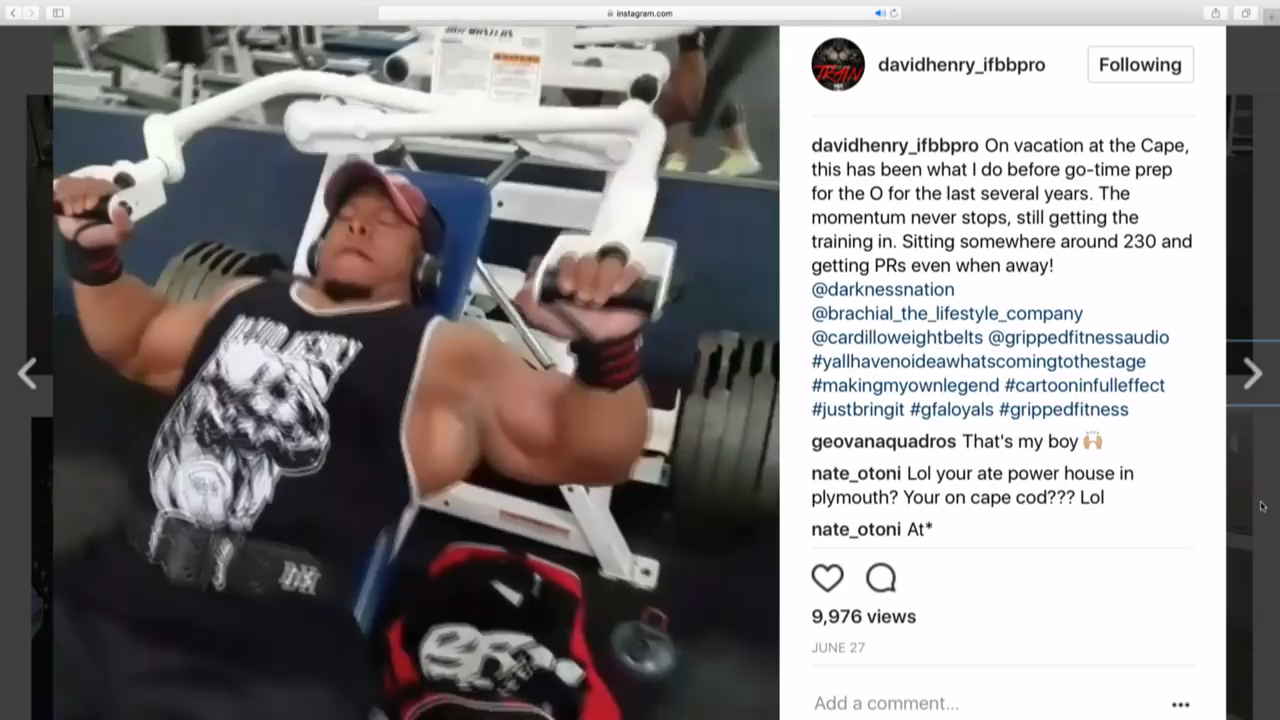 instagram.com
TRAIN
davidhenry_ifbbpro
Following
davidhenry_ifbbpro On vacation at the Cape,
this has been what I do before go-time prep
for the O for the last several years. The
momentum never stops, still getting the
training in. Sitting somewhere around 230 and
getting PRs even when away!
@darknessnation
@brachial_the_lifestyle_company
@cardilloweightbelts @grippedfitnessaudio
#yallhavenoideawhatscomingtothestage
#makingmyownlegend #cartooninfulleffect
#justbringit #gfaloyals #grippedfitness
geovanaquadros That's my boy 🙌🏼
nate_otoni Lol your ate power house in
plymouth? Your on cape cod??? Lol
nate_otoni At*
9,976 views
JUNE 27
Add a comment...